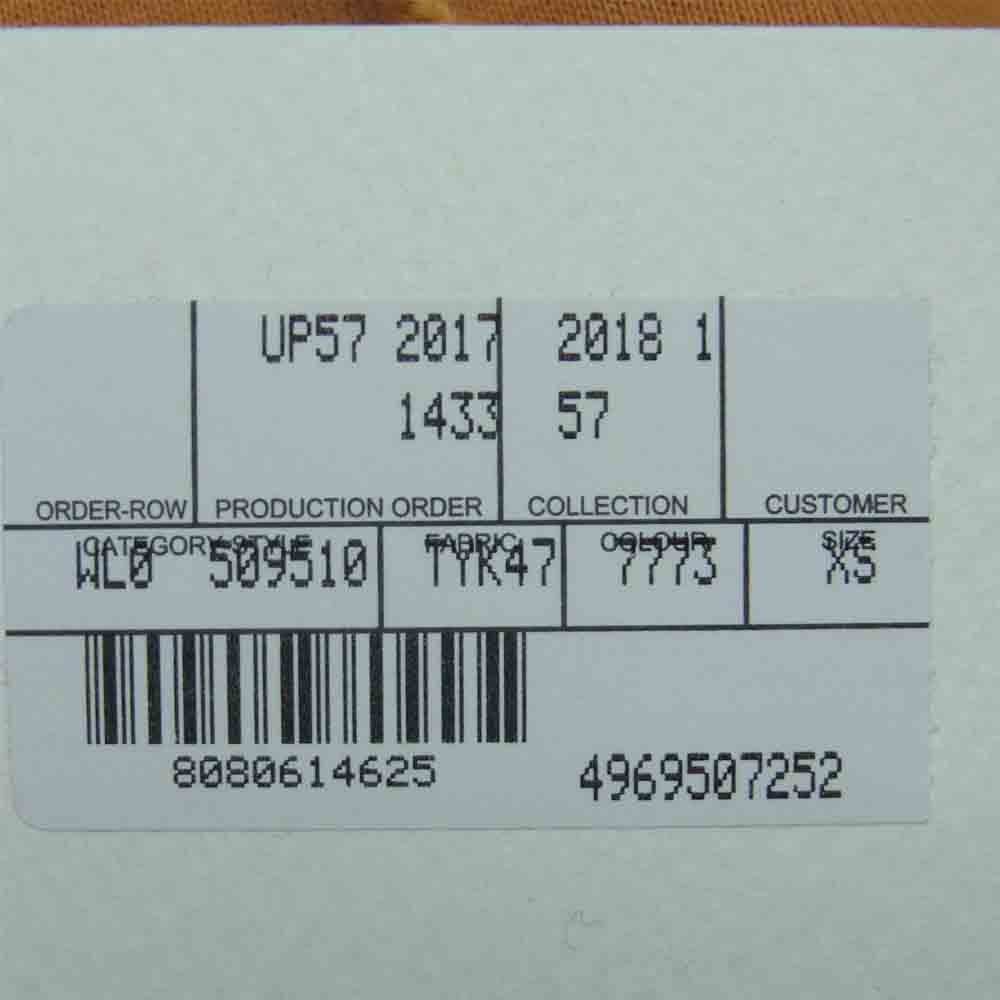 UP57 2017 2018 1
1433 57
ORDER-ROW PRODUCTION ORDER COLLECTION CUSTOMER
CATEGORY-STYLE FABRIC COLOUR SIZE
WL0 509510 TYK47 7773 XS
8080614625 4969507252